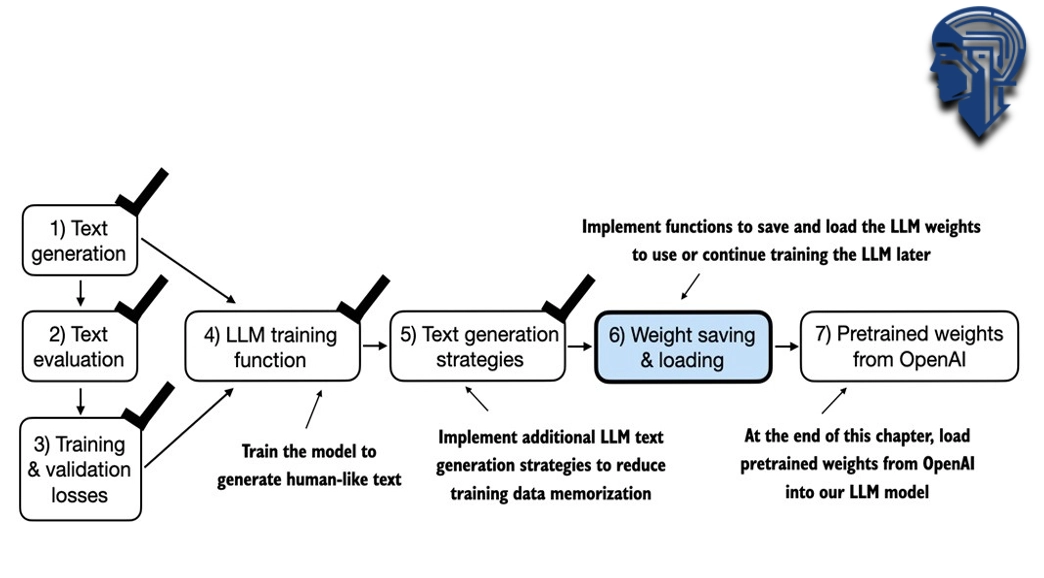 1) Text
generation
2) Text
evaluation
3) Training
& validation
losses
4) LLM training
function
Train the model to
generate human-like text
5) Text generation
strategies
Implement additional LLM text
generation strategies to reduce
training data memorization
Implement functions to save and load the LLM weights
to use or continue training the LLM later
6) Weight saving
& loading
7) Pretrained weights
from OpenAI
At the end of this chapter, load
pretrained weights from OpenAI
into our LLM model